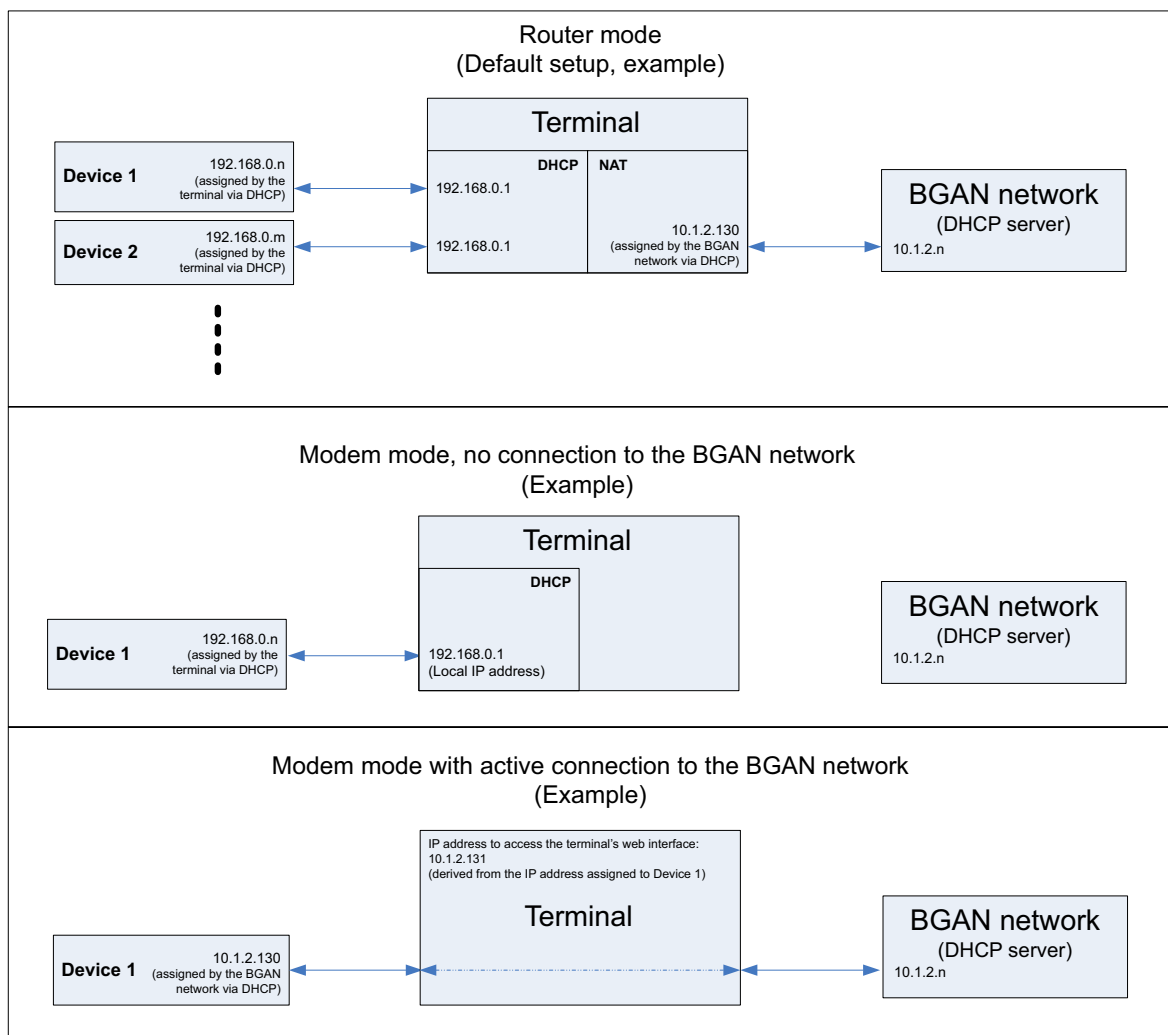 Router mode
(Default setup, example)
Terminal
DHCP
NAT
Device 1
192.168.0.n
(assigned by the
terminal via DHCP)
192.168.0.1
Device 2
192.168.0.m
(assigned by the
terminal via DHCP)
192.168.0.1
10.1.2.130
(assigned by the BGAN
network via DHCP)
BGAN network
(DHCP server)
10.1.2.n
Modem mode, no connection to the BGAN network
(Example)
Terminal
DHCP
Device 1
192.168.0.n
(assigned by the
terminal via DHCP)
192.168.0.1
(Local IP address)
BGAN network
(DHCP server)
10.1.2.n
Modem mode with active connection to the BGAN network
(Example)
IP address to access the terminal's web interface:
10.1.2.131
(derived from the IP address assigned to Device 1)
Terminal
Device 1
10.1.2.130
(assigned by the BGAN
network via DHCP)
BGAN network
(DHCP server)
10.1.2.n